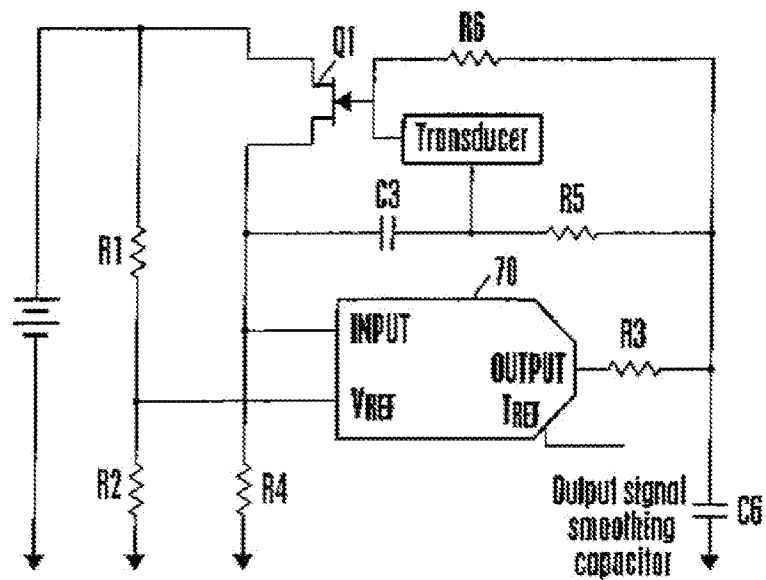 Q1
R6
Transducer
C3
R5
R1
70
INPUT
R3
OUTPUT
VREF
TREF
R2
R4
Output signal
smoothing
capacitor
C6